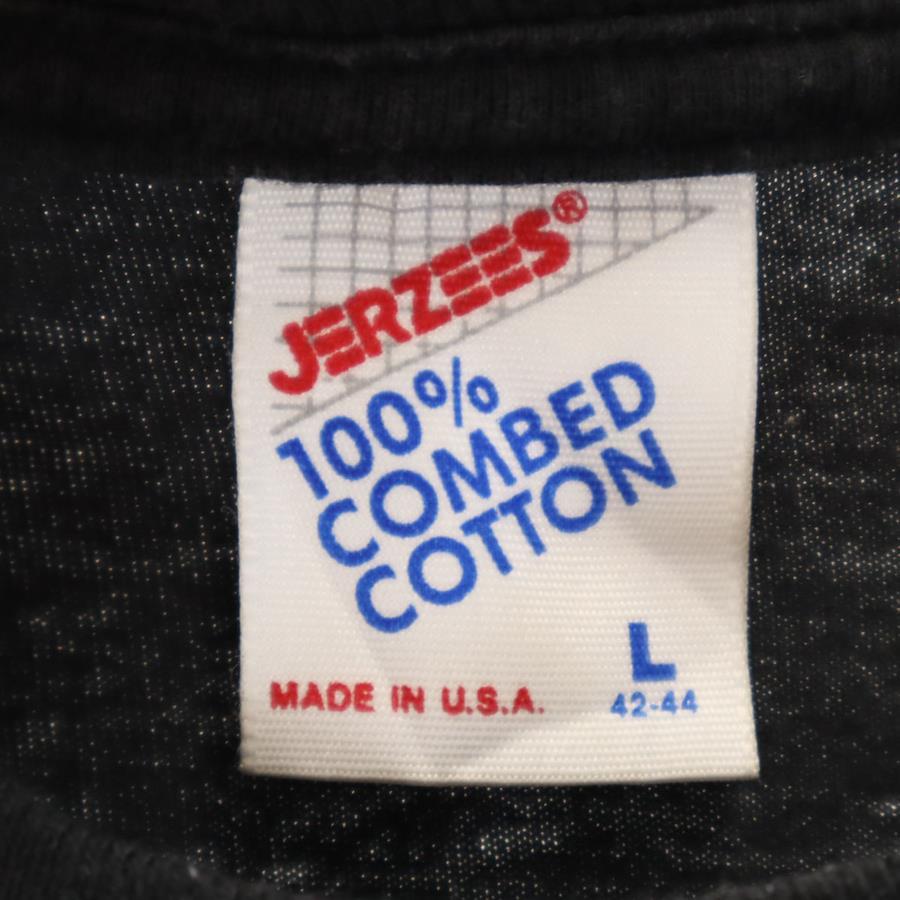 JERZEES®
100%
COMBED
COTTON
L
MADE IN U.S.A.
42-44